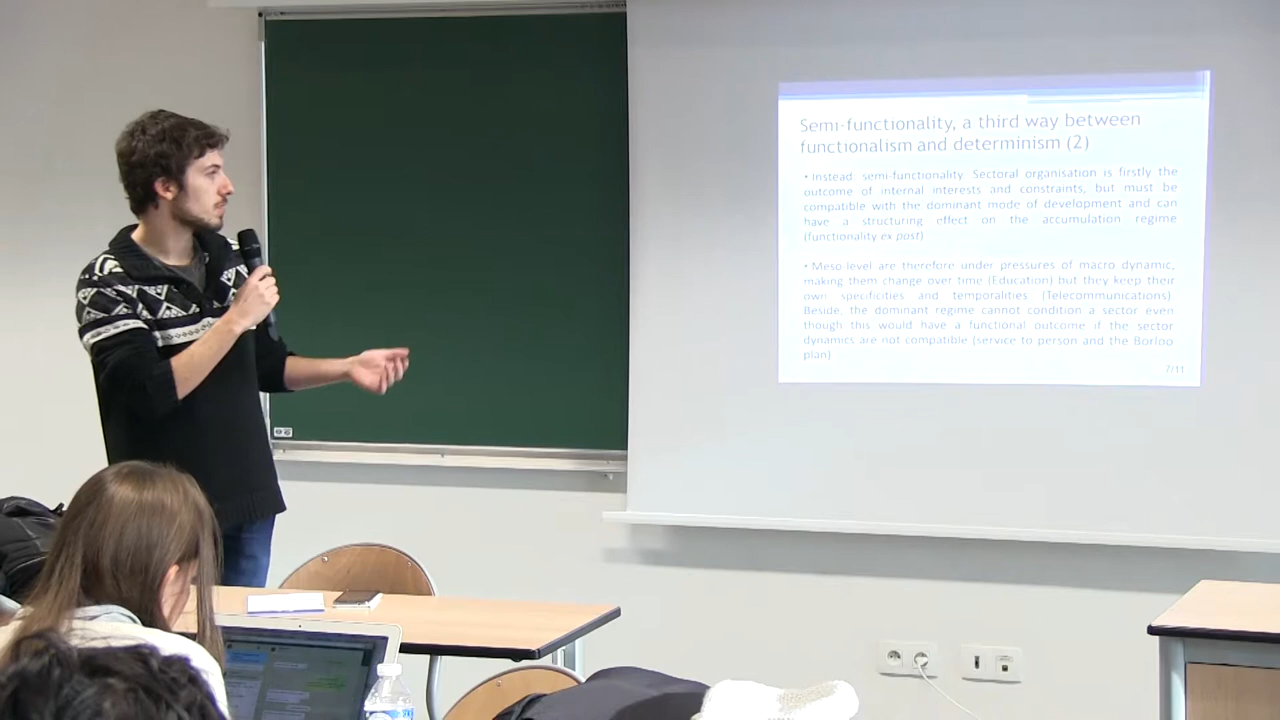 Semi-functionality, a third way between
functionalism and determinism (2)
• Instead: semi-functionality. Sectoral organisation is firstly the
outcome of internal interests and constraints, but must be
compatible with the dominant mode of development and can
have a structuring effect on the accumulation regime
(functionality ex post)
• Meso-level are therefore under pressures of macro dynamic,
making them change over time (Education) but they keep their
own specificities and temporalities (Telecommunications).
Beside, the dominant regime cannot condition a sector even
though this would have a functional outcome if the sector
dynamics are not compatible (service to person and the Borloo
plan)
7/11